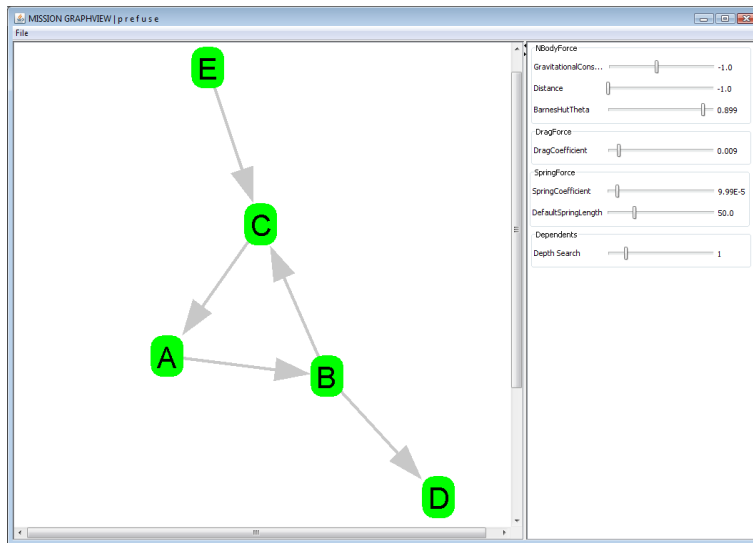 MISSION GRAPHVIEW | p r e f u s e
File
E
C
A
B
D
NBodyForce
GravitationalCons... -1.0
Distance -1.0
BarnesHutTheta 0.899
DragForce
DragCoefficient 0.009
SpringForce
SpringCoefficient 9.99E-5
DefaultSpringLength 50.0
Dependents
Depth Search 1